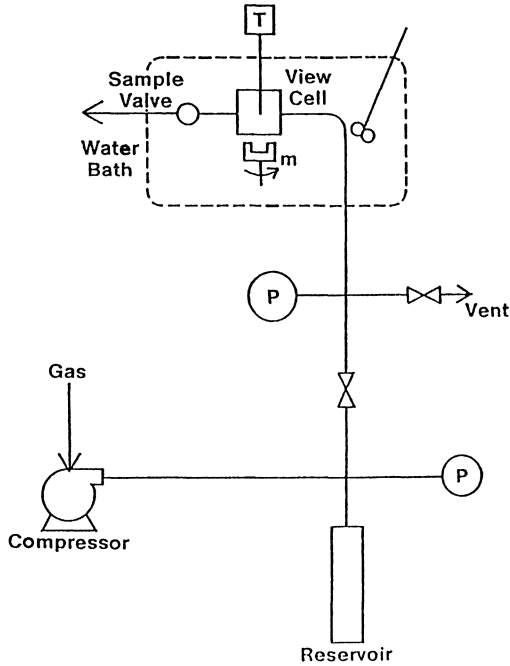 T
Sample
Valve
View
Cell
Water
Bath
m
P
Vent
Gas
P
Compressor
Reservoir